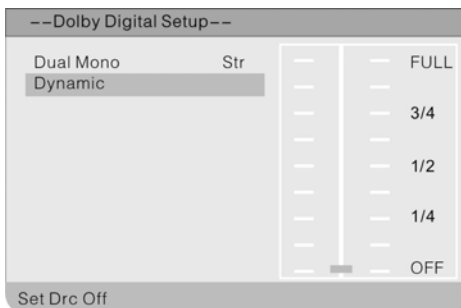 --Dolby Digital Setup--
Dual Mono Str
Dynamic
FULL
3/4
1/2
1/4
OFF
Set Drc Off